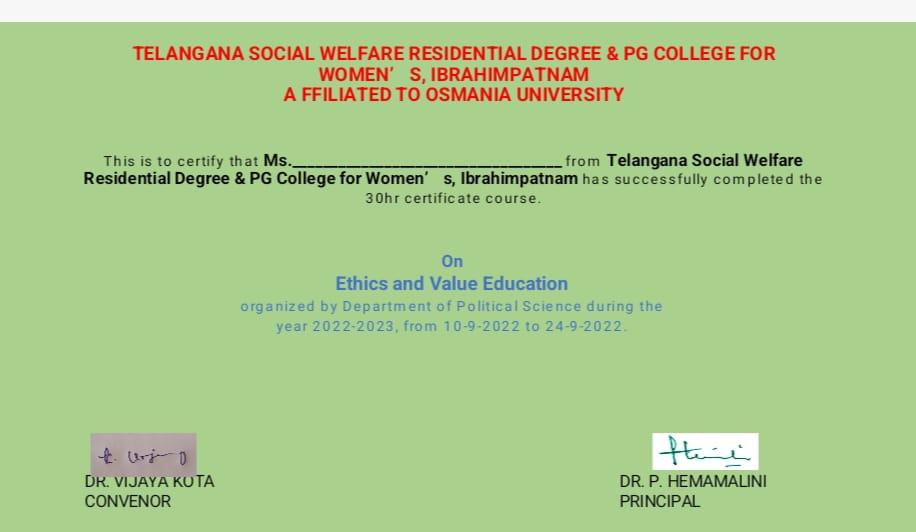 TELANGANA SOCIAL WELFARE RESIDENTIAL DEGREE & PG COLLEGE FOR
WOMEN’ S, IBRAHIMPATNAM
A FFILIATED TO OSMANIA UNIVERSITY
This is to certify that Ms.________________________________ from Telangana Social Welfare
Residential Degree & PG College for Women’ s, Ibrahimpatnam has successfully completed the
30hr certificate course.
On
Ethics and Value Education
organized by Department of Political Science during the
year 2022-2023, from 10-9-2022 to 24-9-2022.
DR. VIJAYA KOTA
CONVENOR
DR. P. HEMAMALINI
PRINCIPAL